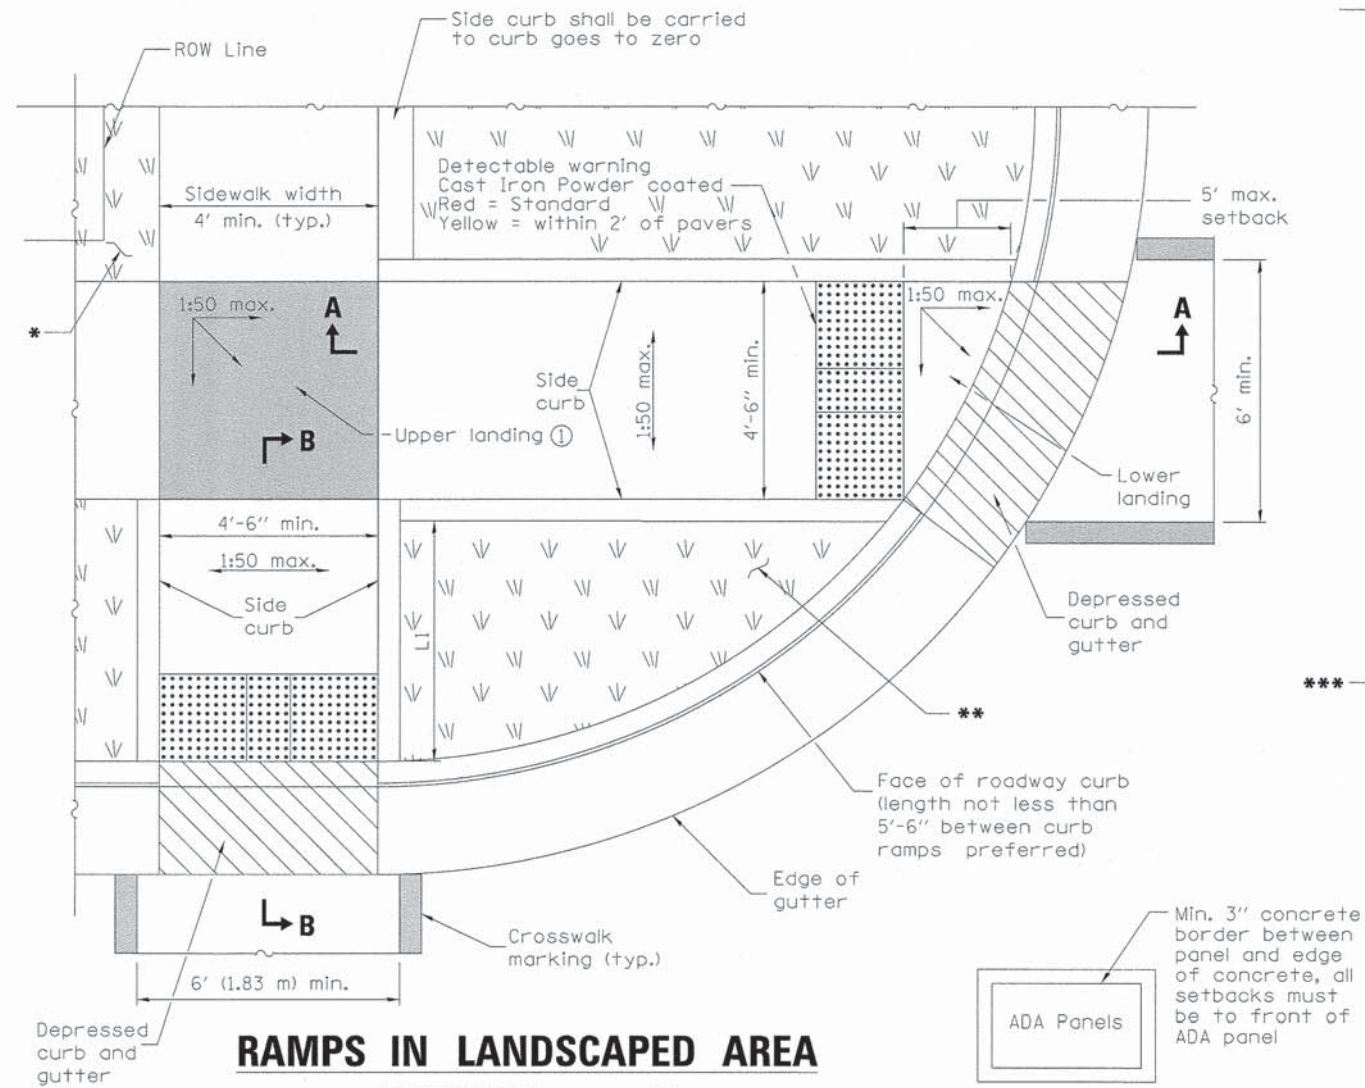 Side curb shall be carried
to curb goes to zero
ROW Line
Detectable warning
Cast Iron Powder coated
Red = Standard
Yellow = within 2' of pavers
Sidewalk width
4' min. (typ.)
5' max.
setback
*
1:50 max.
A
1:50 max.
A
Side
curb
1:50 max.
4'-6" min.
6' min.
B
Upper landing ①
Lower
landing
4'-6" min.
1:50 max.
Side
curb
L1
Depressed
curb and
gutter
***
**
Face of roadway curb
(length not less than
5'-6" between curb
ramps preferred)
Edge of
gutter
B
Crosswalk
marking (typ.)
6' (1.83 m) min.
Min. 3" concrete
border between
panel and edge
of concrete, all
setbacks must
be to front of
ADA panel
ADA Panels
Depressed
curb and
gutter
RAMPS IN LANDSCAPED AREA